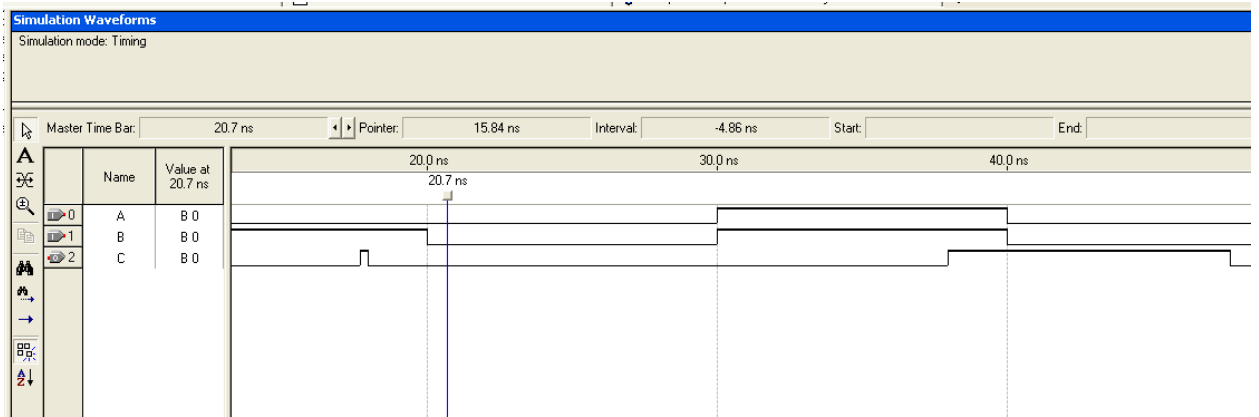 Simulation Waveforms
Simulation mode: Timing
Master Time Bar: 20.7 ns Pointer: 15.84 ns Interval: -4.86 ns Start: End:
A
Name Value at 20.7 ns
20.0 ns 30.0 ns 40.0 ns
20.7 ns
0 A B 0
1 B B 0
2 C B 0
A
Z